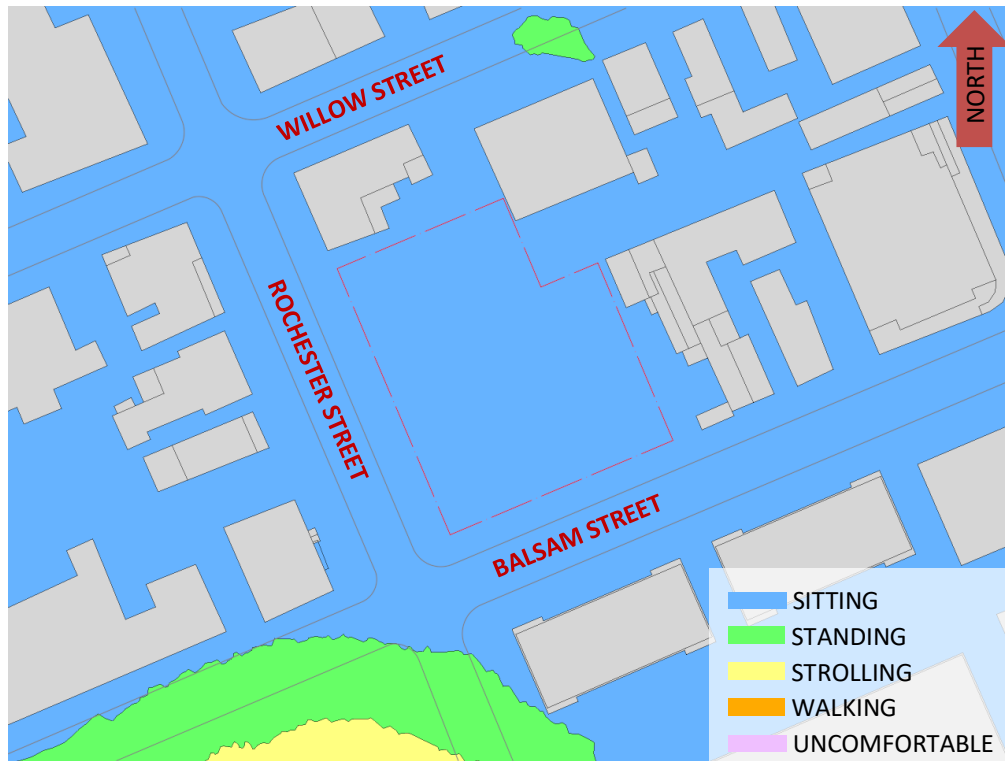 WILLOW STREET
NORTH
ROCHESTER STREET
BALSAM STREET
SITTING
STANDING
STROLLING
WALKING
UNCOMFORTABLE